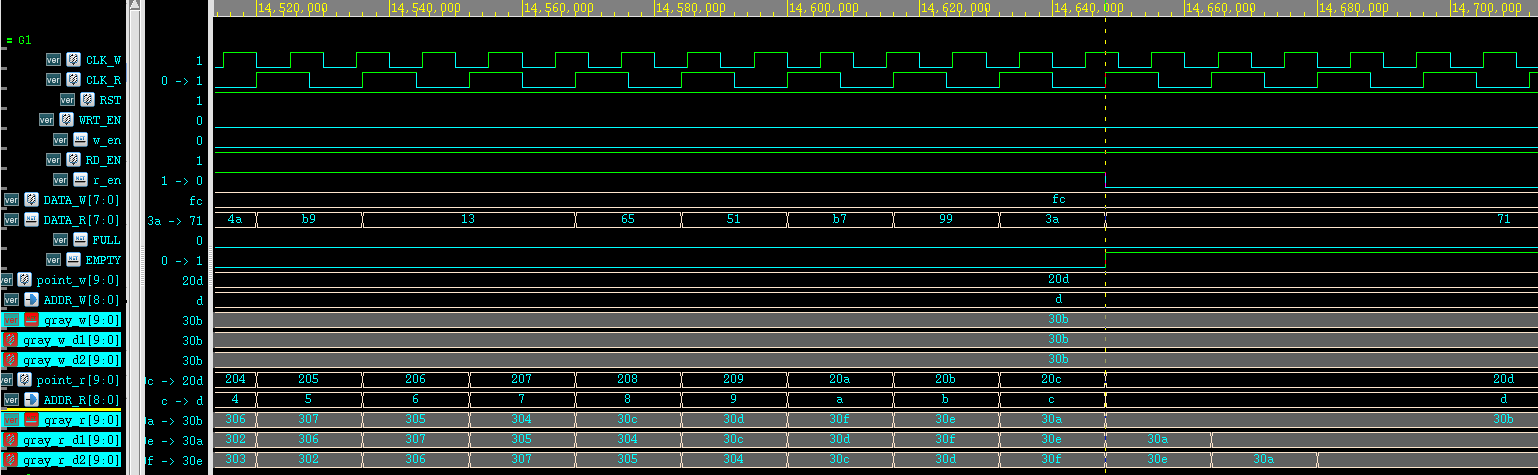 14,520,000 14,540,000 14,560,000 14,580,000 14,600,000 14,620,000 14,640,000 14,660,000 14,680,000 14,700,000
= G1
ver CLK_W 1
ver CLK_R 0 -> 1
ver RST 1
ver WRT_EN 0
ver w_en 0
ver RD_EN 1
ver r_en 1 -> 0
ver DATA_W[7:0] fc fc
ver DATA_R[7:0] 3a -> 71 4a b9 13 65 51 b7 99 3a 71
ver FULL 0
ver EMPTY 0 -> 1
ver point_w[9:0] 20d 20d
ver ADDR_W[8:0] d d
ver gray_w[9:0] 30b 30b
gray_w_d1[9:0] 30b 30b
gray_w_d2[9:0] 30b 30b
ver point_r[9:0] 0c -> 20d 204 205 206 207 208 209 20a 20b 20c 20d
ver ADDR_R[8:0] c -> d 4 5 6 7 8 9 a b c d
ver gray_r[9:0] 0a -> 30b 306 307 305 304 30c 30d 30f 30e 30a 30b
gray_r_d1[9:0] 0e -> 30a 302 306 307 305 304 30c 30d 30f 30e 30a
gray_r_d2[9:0] 0f -> 30e 303 302 306 307 305 304 30c 30d 30f 30e 30a